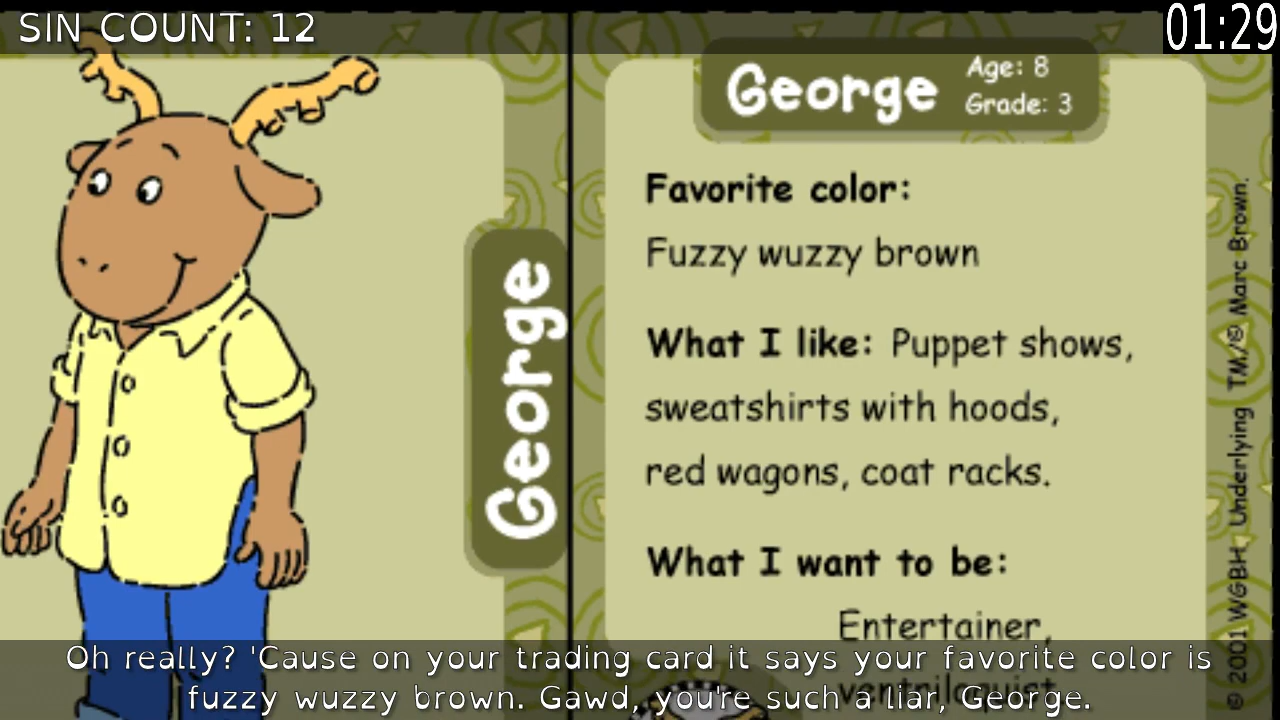 SIN COUNT: 12
01:29
George
Age: 8
Grade: 3
Favorite color:
Fuzzy wuzzy brown
What I like: Puppet shows,
sweatshirts with hoods,
red wagons, coat racks.
What I want to be:
Entertainer,
ventriloquist
George
© 2001 WGBH. Underlying TM/© Marc Brown.
Oh really? 'Cause on your trading card it says your favorite color is
fuzzy wuzzy brown. Gawd, you're such a liar, George.